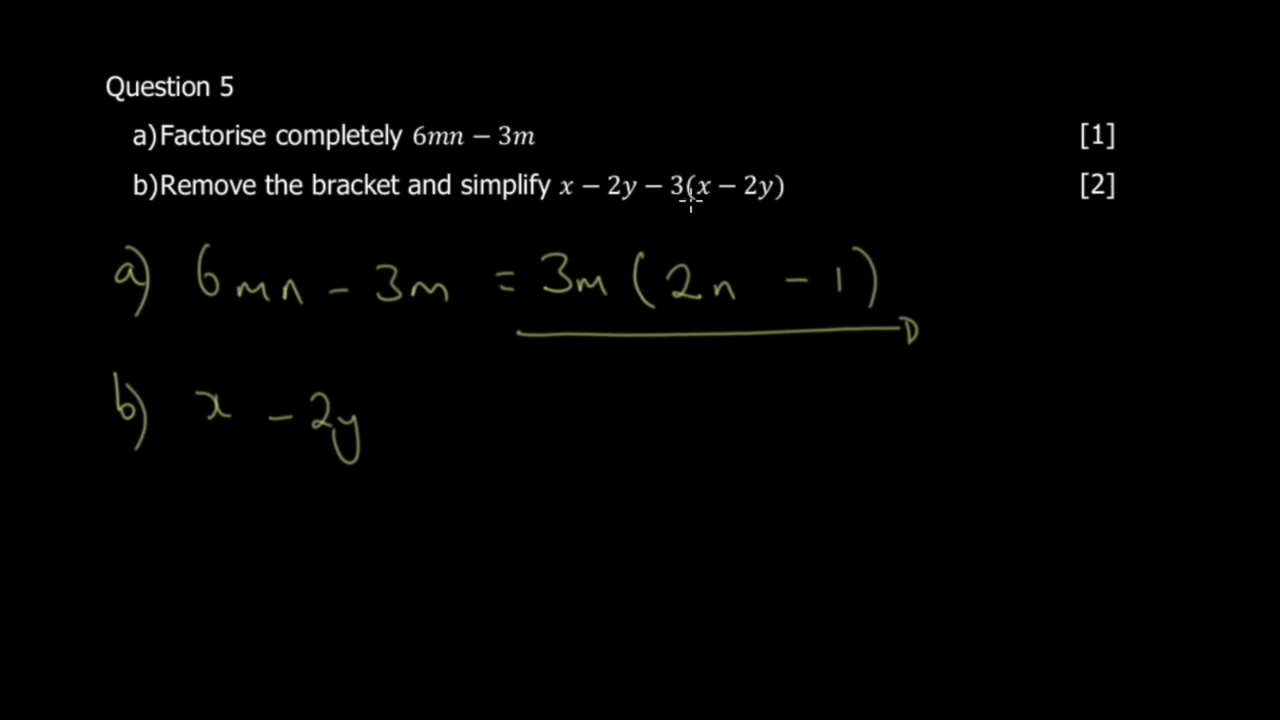 Question 5
a)Factorise completely 6mn − 3m [1]
b)Remove the bracket and simplify x − 2y − 3(x − 2y) [2]
a) 6mn - 3m = 3m (2n - 1)
b) x - 2y